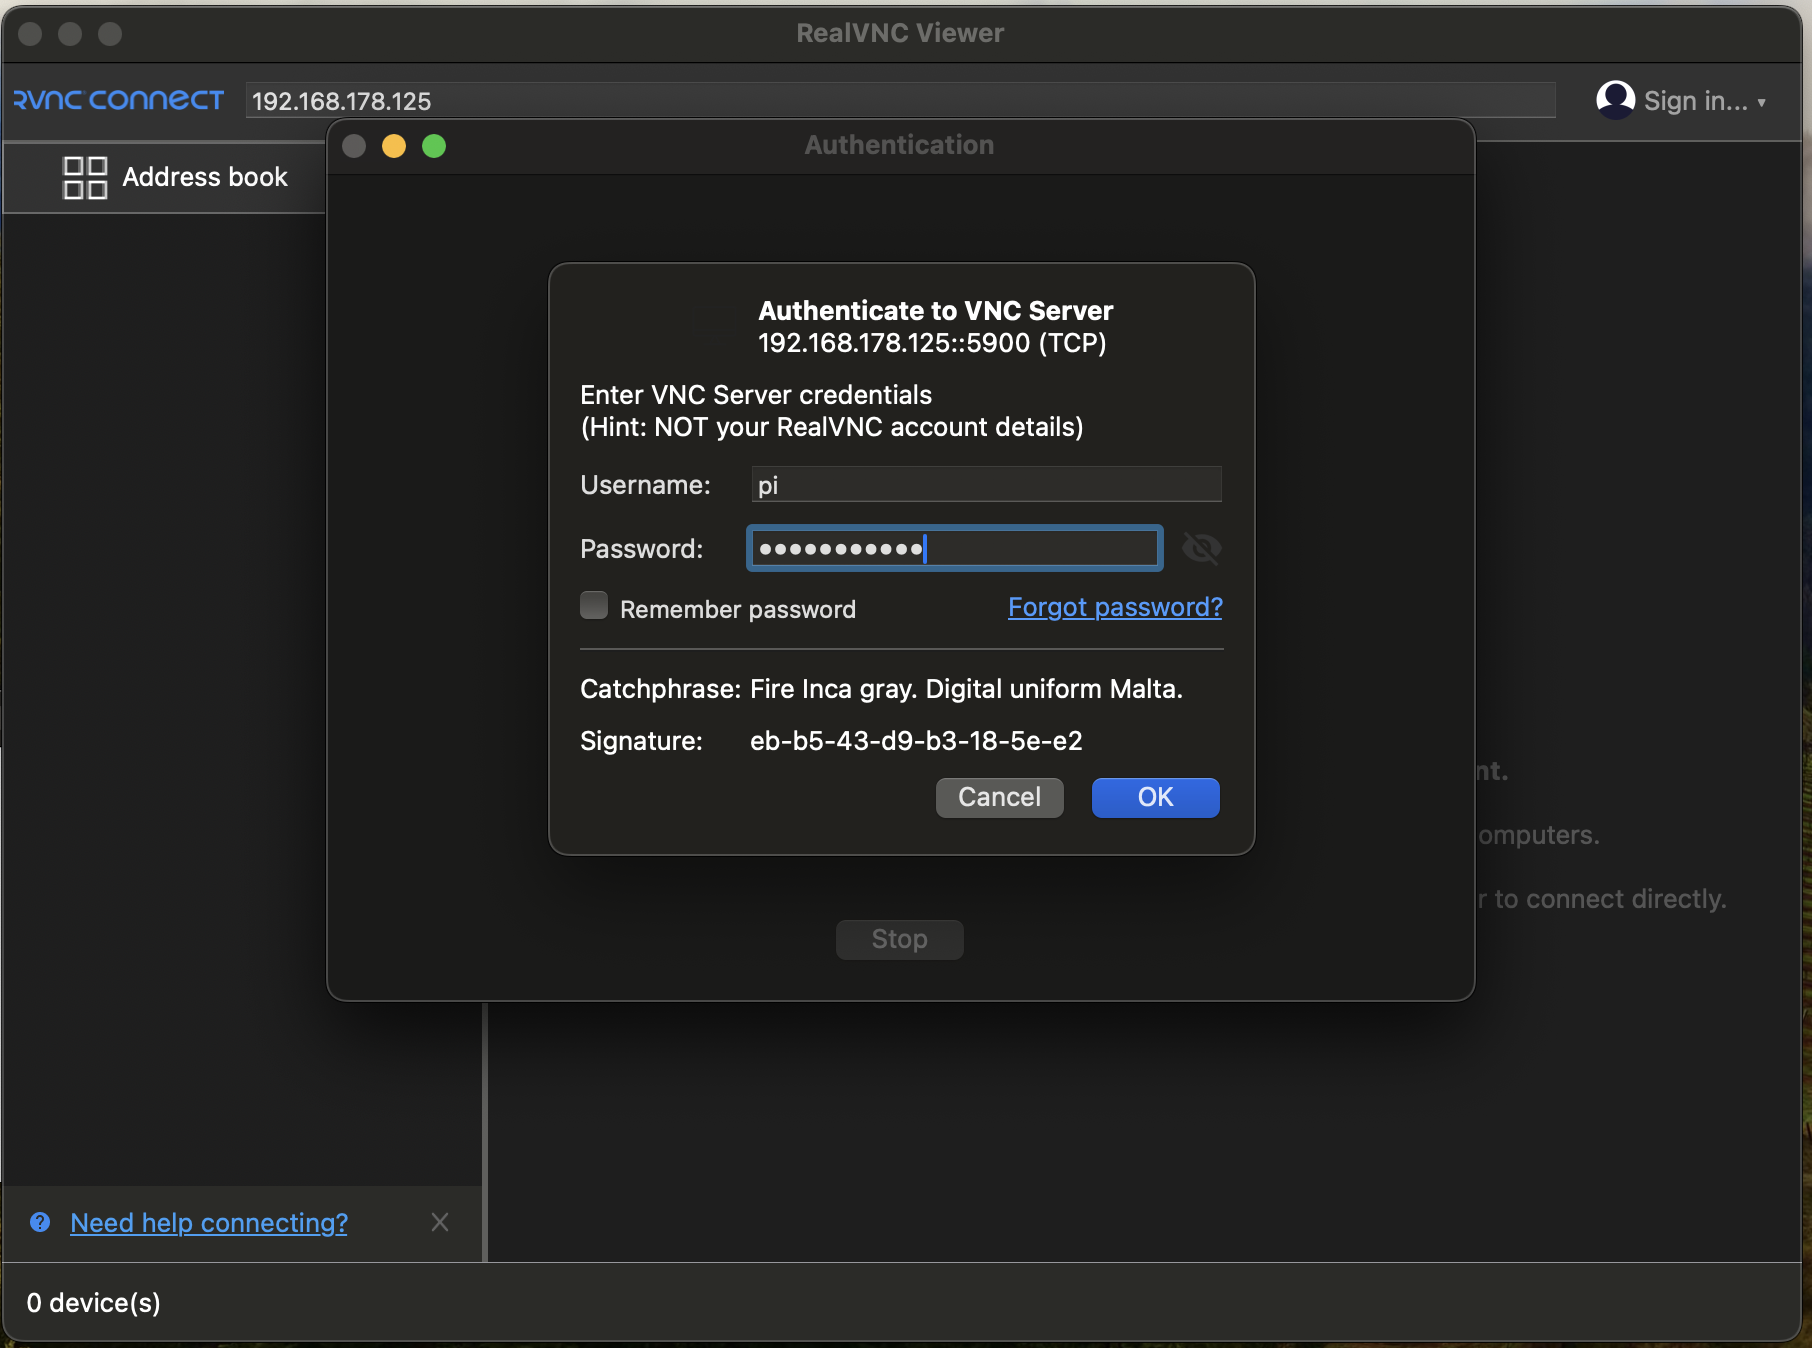 RealVNC Viewer
RVNC CONNECT
192.168.178.125
Sign in...
Address book
Authentication
Authenticate to VNC Server
192.168.178.125::5900 (TCP)
Enter VNC Server credentials
(Hint: NOT your RealVNC account details)
Username: pi
Password:
Remember password
Forgot password?
Catchphrase: Fire Inca gray. Digital uniform Malta.
Signature: eb-b5-43-d9-b3-18-5e-e2
Cancel
OK
omputers.
r to connect directly.
Stop
Need help connecting?
0 device(s)